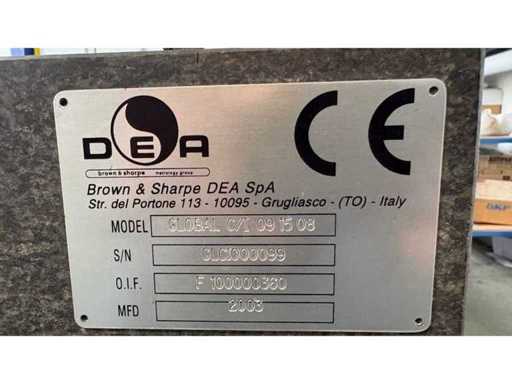 DEA
brown & sharpe metrology group
CE
Brown & Sharpe DEA SpA
Str. del Portone 113 - 10095 - Grugliasco - (TO) - Italy
MODEL GLOBAL C/I 09 15 08
S/N
O.I.F. F 100000360
MFD 2003
SKF